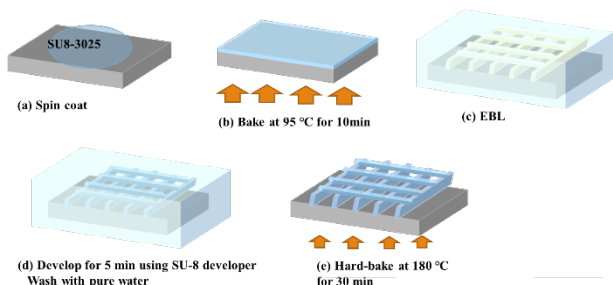 SU8-3025
(a) Spin coat
(b) Bake at 95 °C for 10min
(c) EBL
(d) Develop for 5 min using SU-8 developer
Wash with pure water
(e) Hard-bake at 180 °C
for 30 min